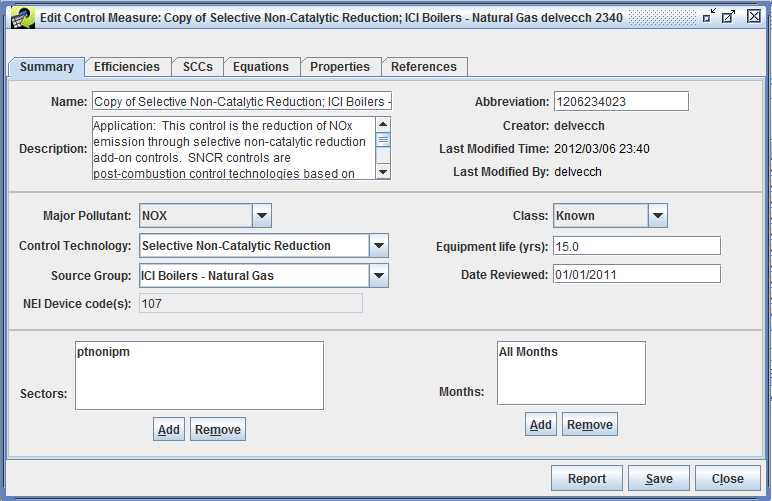 Edit Control Measure: Copy of Selective Non-Catalytic Reduction; ICI Boilers - Natural Gas delvecch 2340
Summary Efficiencies SCCs Equations Properties References
Name: Copy of Selective Non-Catalytic Reduction; ICI Boilers -
Abbreviation: 1206234023
Description: Application: This control is the reduction of NOx
emission through selective non-catalytic reduction
add-on controls. SNCR controls are
post-combustion control technologies based on
Creator: delvecch
Last Modified Time: 2012/03/06 23:40
Last Modified By: delvecch
Major Pollutant: NOX
Class: Known
Control Technology: Selective Non-Catalytic Reduction
Equipment life (yrs): 15.0
Source Group: ICI Boilers - Natural Gas
Date Reviewed: 01/01/2011
NEI Device code(s): 107
Sectors: ptnonipm
Months: All Months
Add Remove
Add Remove
Report Save Close